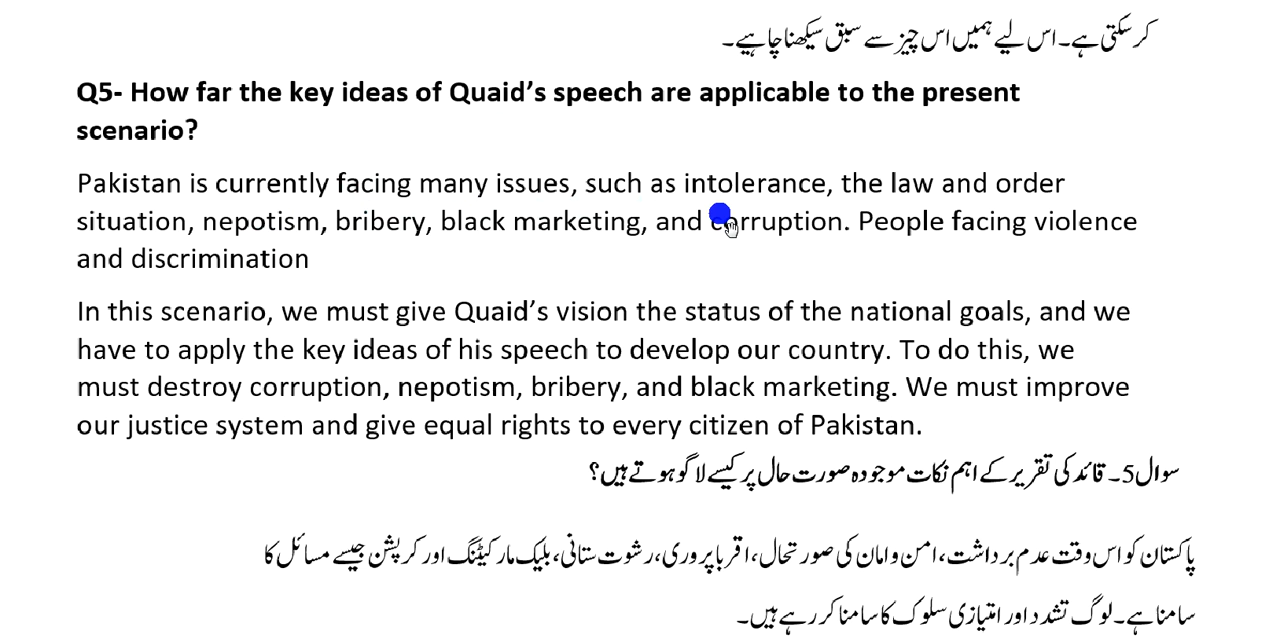 کر سکتی ہے۔ اس لیے ہمیں اس چیز سے سبق سیکھنا چاہیے۔
Q5- How far the key ideas of Quaid’s speech are applicable to the present
scenario?
Pakistan is currently facing many issues, such as intolerance, the law and order
situation, nepotism, bribery, black marketing, and corruption. People facing violence
and discrimination
In this scenario, we must give Quaid’s vision the status of the national goals, and we
have to apply the key ideas of his speech to develop our country. To do this, we
must destroy corruption, nepotism, bribery, and black marketing. We must improve
our justice system and give equal rights to every citizen of Pakistan.
سوال 5۔ قائد کی تقریر کے اہم نکات موجودہ صورت حال پر کیسے لاگو ہوتے ہیں؟
پاکستان کو اس وقت عدم برداشت، امن و امان کی صورتحال، اقربا پروری، رشوت ستانی، بلیک مارکیٹنگ اور کرپشن جیسے مسائل کا
سامنا ہے۔ لوگ تشدد اور امتیازی سلوک کا سامنا کر رہے ہیں۔